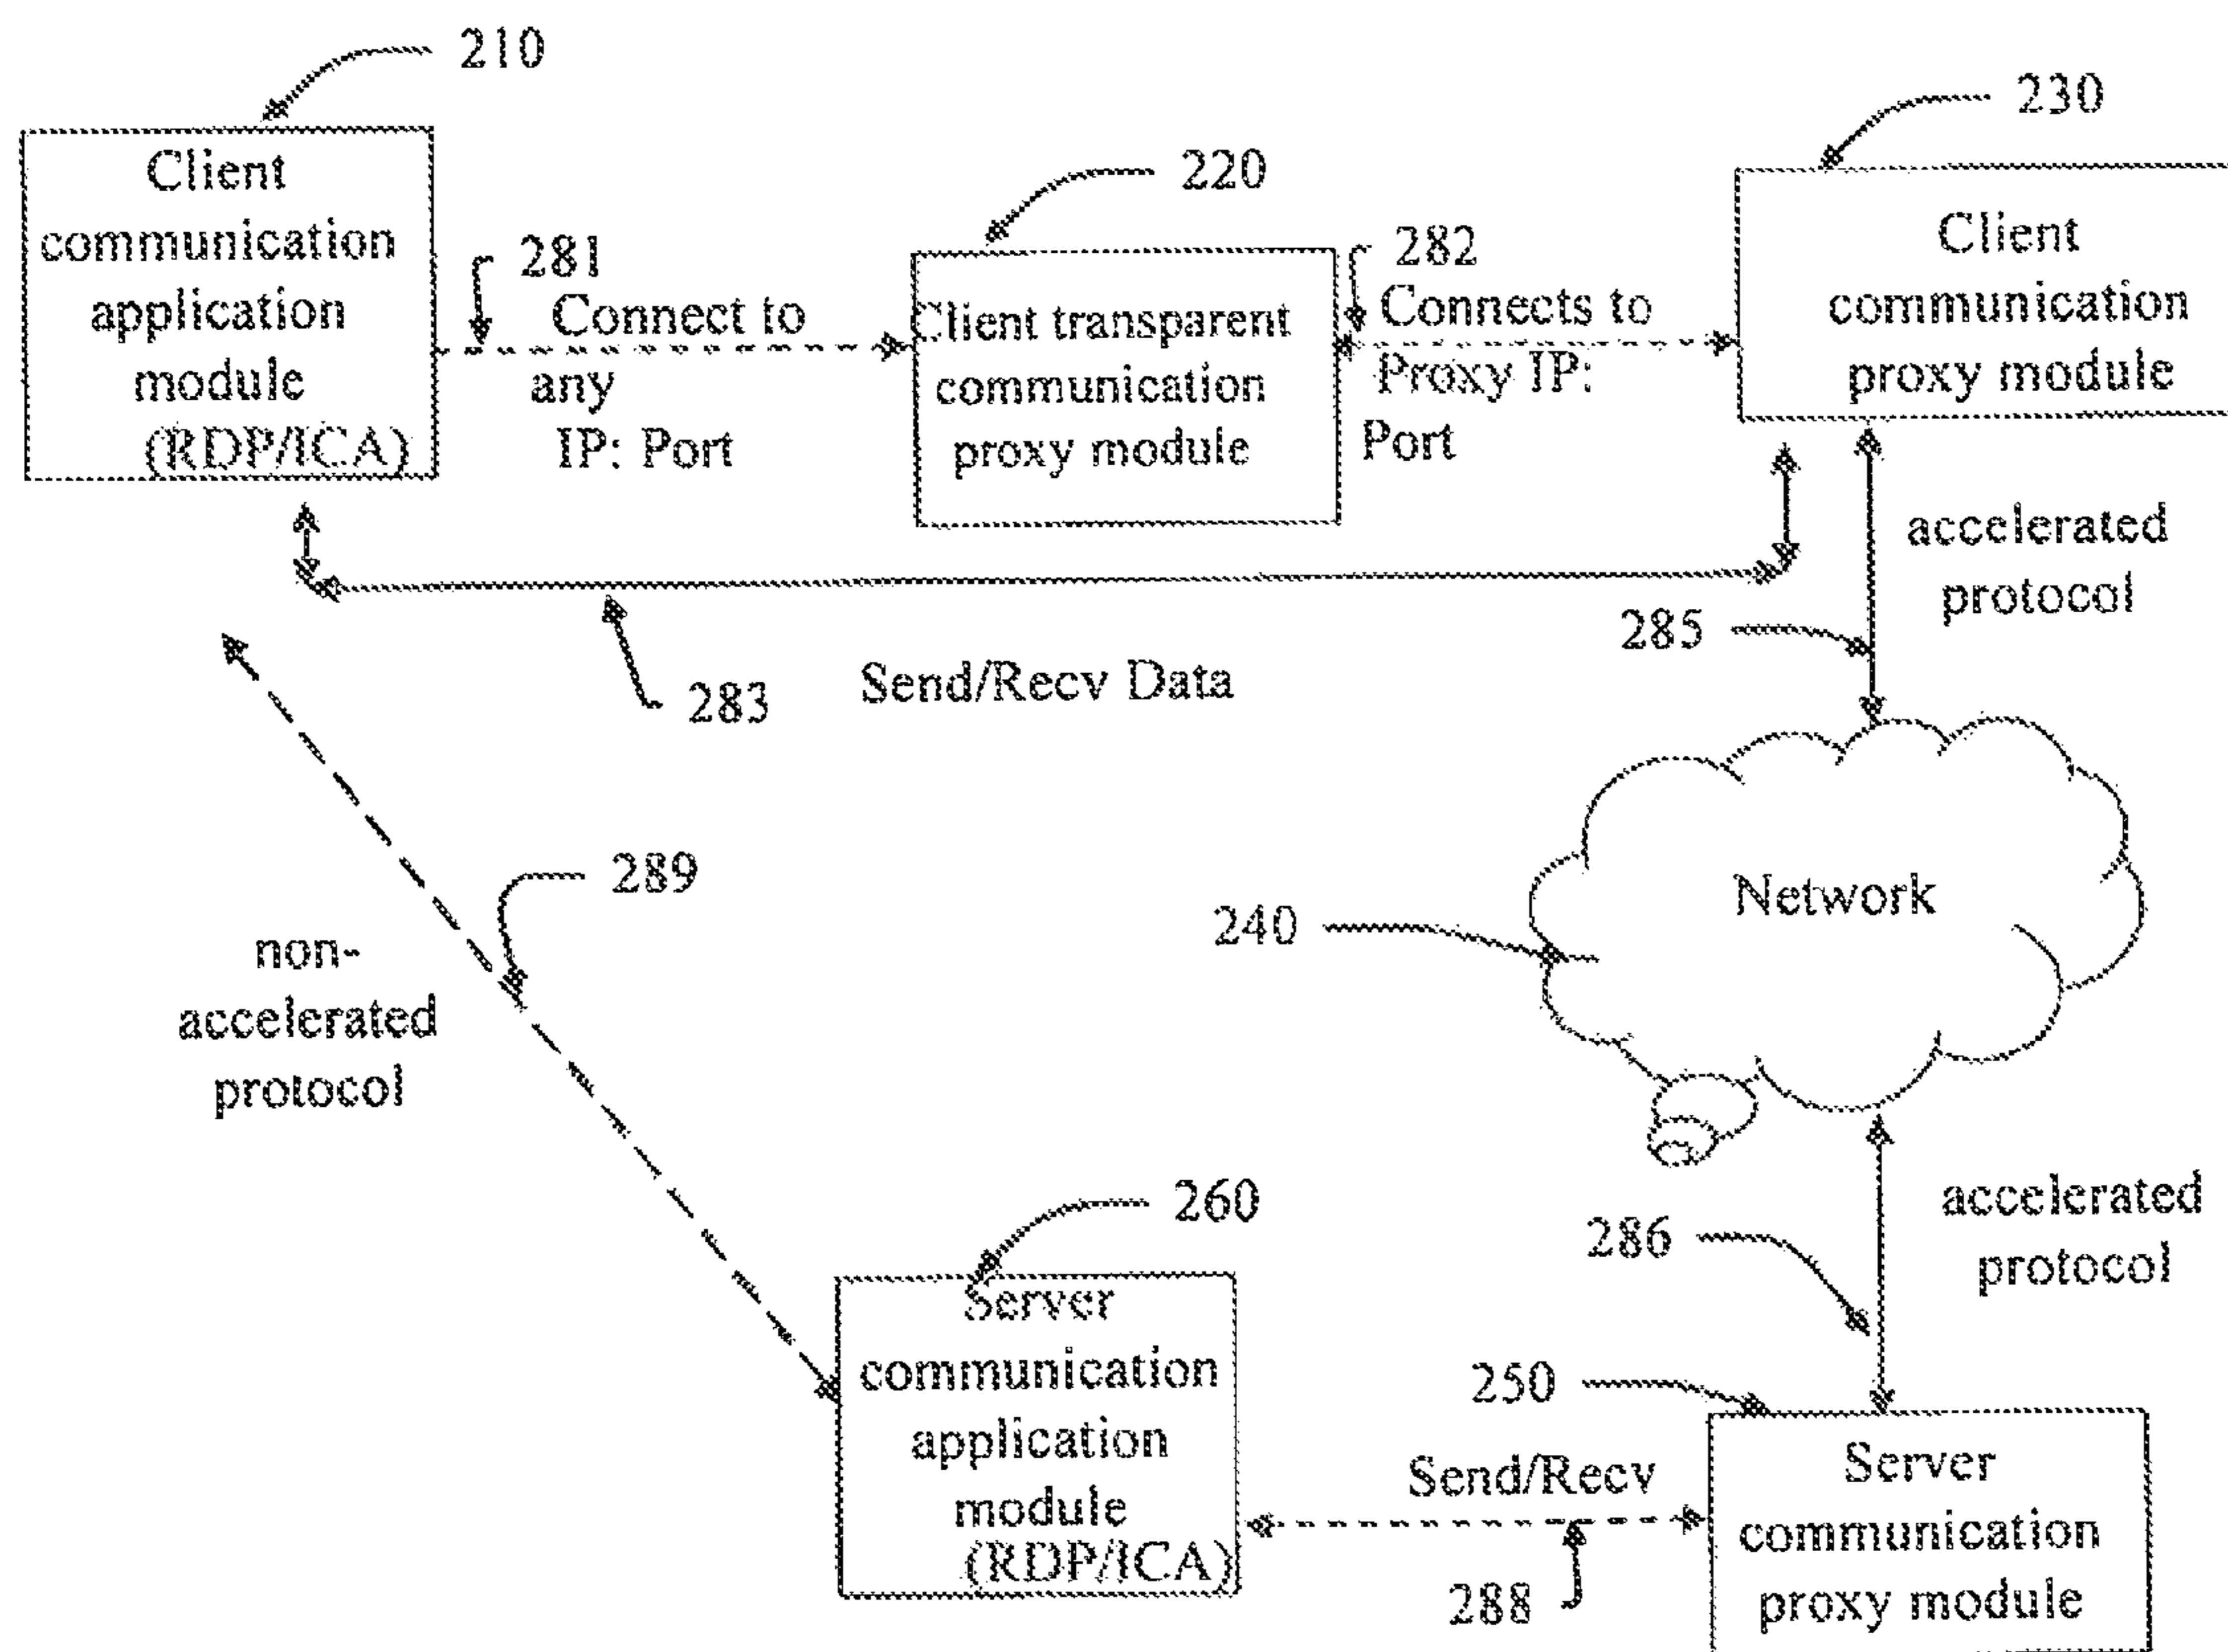 210
230
Client
communication
application
module
(RDP/ICA)
220
281
Connect to
any
IP: Port
Client transparent
communication
proxy module
282
Connects to
Proxy IP:
Port
Client
communication
proxy module
accelerated
protocol
285
283
Send/Recv Data
289
non-
accelerated
protocol
240
Network
260
286
accelerated
protocol
Server
communication
application
module
(RDP/ICA)
250
Send/Recv
288
Server
communication
proxy module